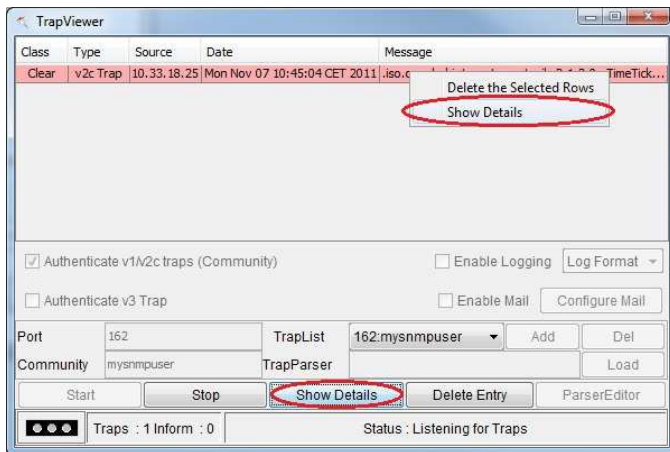 TrapViewer
Class Type Source Date Message
Clear v2c Trap 10.33.18.25 Mon Nov 07 10:45:04 CET 2011 TimeTick...
Delete the Selected Rows
Show Details
Authenticate v1/v2c traps (Community) Enable Logging Log Format
Authenticate v3 Trap Enable Mail Configure Mail
Port 162 TrapList 162:mysnmpuser Add Del
Community mysnmpuser TrapParser Load
Start Stop Show Details Delete Entry ParserEditor
Traps : 1 Inform : 0 Status : Listening for Traps